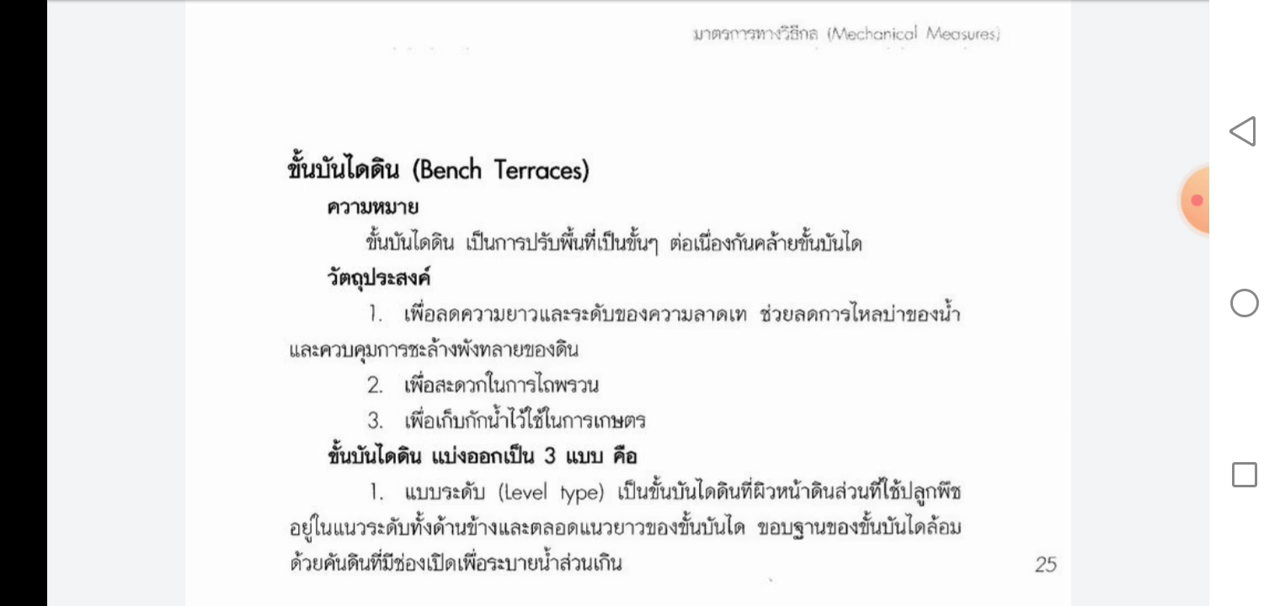 มาตรการทางวิธีกล (Mechanical Measures)
ขั้นบันไดดิน (Bench Terraces)
ความหมาย
ขั้นบันไดดิน เป็นการปรับพื้นที่เป็นขั้นๆ ต่อเนื่องกันคล้ายขั้นบันได
วัตถุประสงค์
1. เพื่อลดความยาวและระดับของความลาดเท ช่วยลดการไหลบ่าของน้ำ
และควบคุมการชะล้างพังทลายของดิน
2. เพื่อสะดวกในการไถพรวน
3. เพื่อเก็บกักน้ำไว้ใช้ในการเกษตร
ขั้นบันไดดิน แบ่งออกเป็น 3 แบบ คือ
1. แบบระดับ (Level type) เป็นขั้นบันไดดินที่ผิวหน้าดินส่วนที่ใช้ปลูกพืช
อยู่ในแนวระดับทั้งด้านข้างและตลอดแนวยาวของขั้นบันได ขอบฐานของขั้นบันไดล้อม
ด้วยคันดินที่มีช่องเปิดเพื่อระบายน้ำส่วนเกิน
25